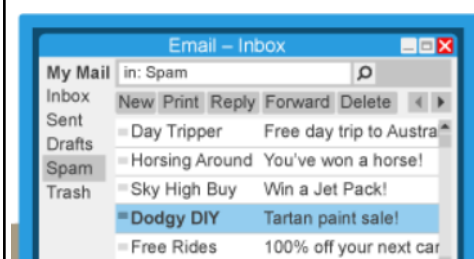 Email – Inbox
My Mail in: Spam
Inbox New Print Reply Forward Delete
Sent
Drafts
Spam
Trash
Day Tripper Free day trip to Austra
Horsing Around You've won a horse!
Sky High Buy Win a Jet Pack!
Dodgy DIY Tartan paint sale!
Free Rides 100% off your next car